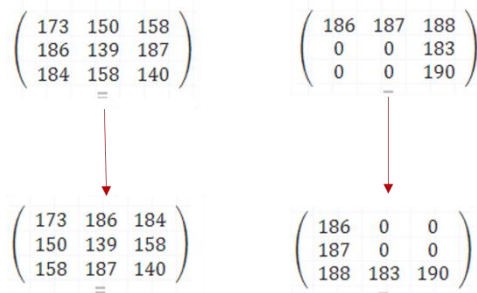 173 150 158
186 139 187
184 158 140
=
186 187 188
0 0 183
0 0 190
=
173 186 184
150 139 158
158 187 140
=
186 0 0
187 0 0
188 183 190
=